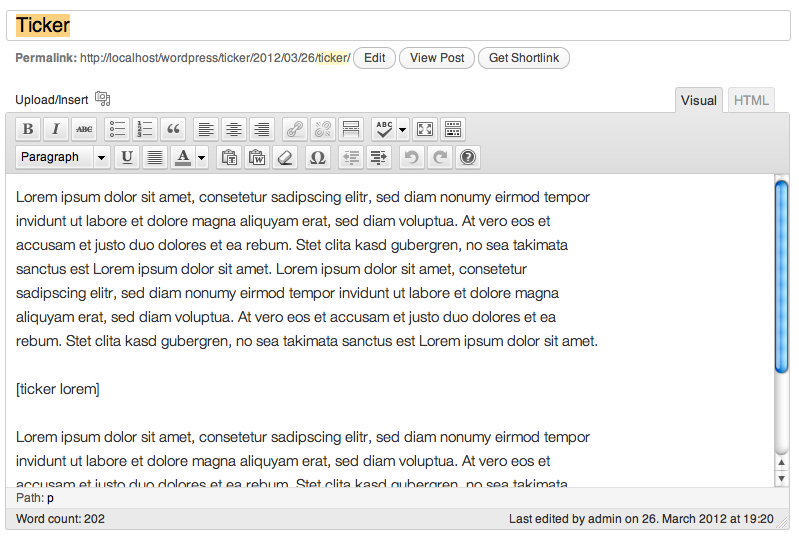 Ticker
Permalink: http://localhost/wordpress/ticker/2012/03/26/ticker/ Edit View Post Get Shortlink
Upload/Insert Visual HTML
B I ABC 1 2 3 “ ABC
Paragraph U A T W Ω ?
Lorem ipsum dolor sit amet, consetetur sadipscing elitr, sed diam nonumy eirmod tempor
invidunt ut labore et dolore magna aliquyam erat, sed diam voluptua. At vero eos et
accusam et justo duo dolores et ea rebum. Stet clita kasd gubergren, no sea takimata
sanctus est Lorem ipsum dolor sit amet. Lorem ipsum dolor sit amet, consetetur
sadipscing elitr, sed diam nonumy eirmod tempor invidunt ut labore et dolore magna
aliquyam erat, sed diam voluptua. At vero eos et accusam et justo duo dolores et ea
rebum. Stet clita kasd gubergren, no sea takimata sanctus est Lorem ipsum dolor sit amet.
[ticker lorem]
Lorem ipsum dolor sit amet, consetetur sadipscing elitr, sed diam nonumy eirmod tempor
invidunt ut labore et dolore magna aliquyam erat, sed diam voluptua. At vero eos et
accusam et justo duo dolores et ea rebum. Stet clita kasd gubergren, no sea takimata
Path: p
Word count: 202 Last edited by admin on 26. March 2012 at 19:20